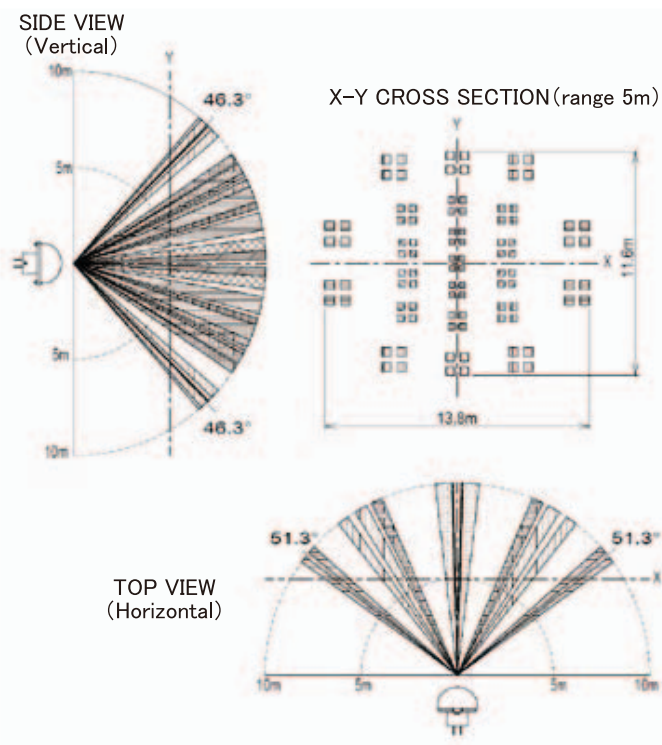 SIDE VIEW
(Vertical)
Y
10m
46.3°
5m
5m
46.3°
10m
X-Y CROSS SECTION(range 5m)
Y
X
11.6m
13.8m
TOP VIEW
(Horizontal)
51.3°
51.3°
X
10m
5m
5m
10m